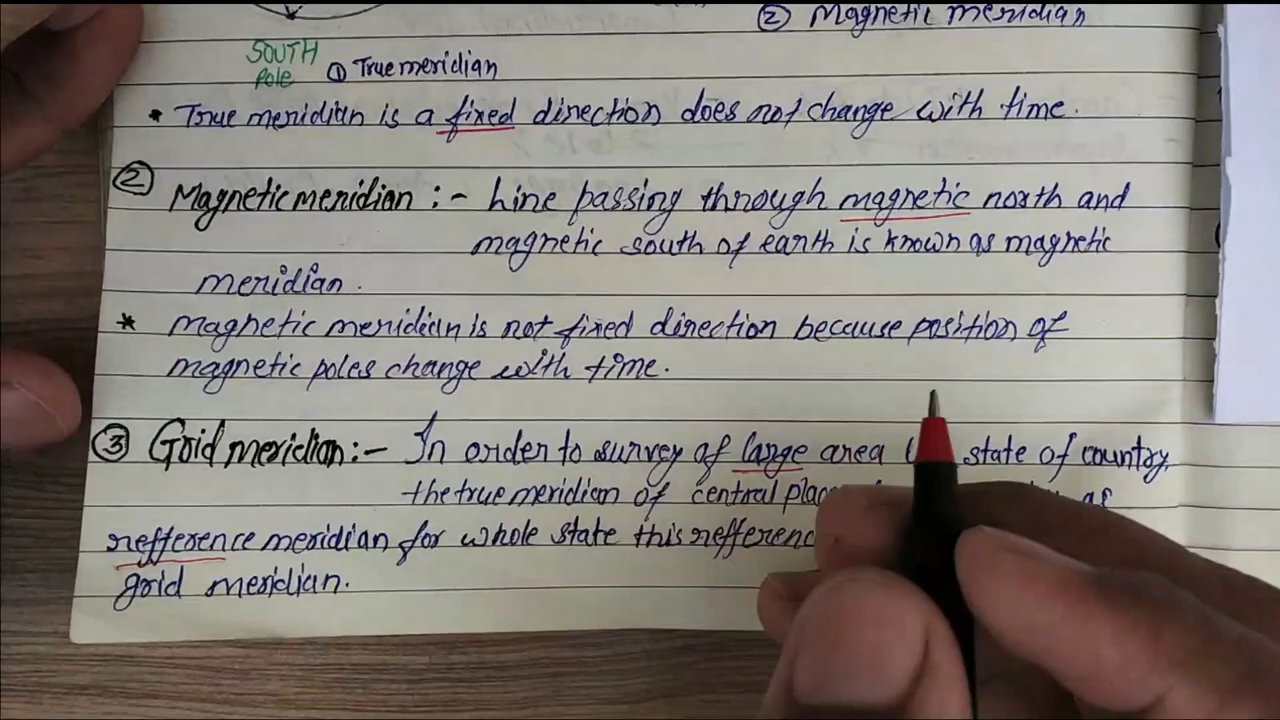 ② Magnetic meridian
SOUTH
Pole
① True meridian
* True meridian is a fixed direction does not change with time.
② Magnetic meridian :- Line passing through magnetic north and
magnetic south of earth is known as magnetic
meridian.
* magnetic meridian is not fixed direction because position of
magnetic poles change with time.
③ Grid meridian :- In order to survey of large area state of country,
the true meridian of central place as
refference meridian for whole state this
grid meridian.